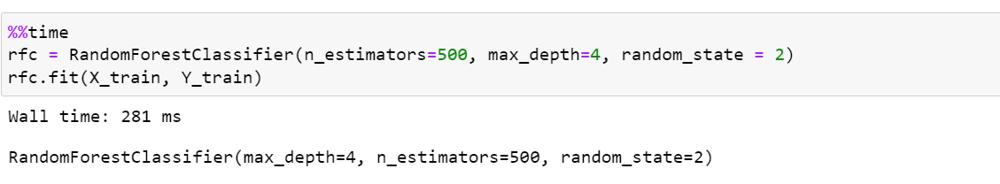 %%time
rfc = RandomForestClassifier(n_estimators=500, max_depth=4, random_state = 2)
rfc.fit(X_train, Y_train)
Wall time: 281 ms
RandomForestClassifier(max_depth=4, n_estimators=500, random_state=2)